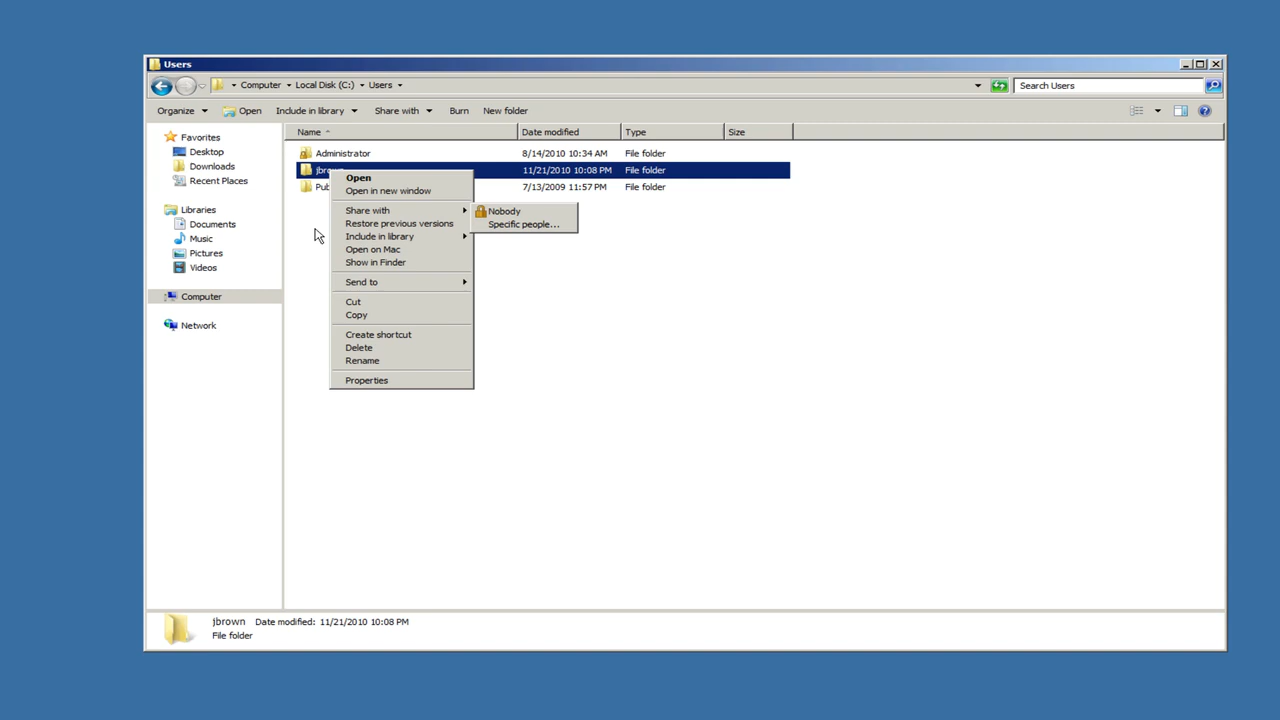 Users
Computer Local Disk (C:) Users
Search Users
Organize Open Include in library Share with Burn New folder
Favorites
Desktop
Downloads
Recent Places
Libraries
Documents
Music
Pictures
Videos
Computer
Network
Name Date modified Type Size
Administrator 8/14/2010 10:34 AM File folder
jbrown 11/21/2010 10:08 PM File folder
Pub 7/13/2009 11:57 PM File folder
Open
Open in new window
Share with
Restore previous versions
Include in library
Open on Mac
Show in Finder
Send to
Cut
Copy
Create shortcut
Delete
Rename
Properties
Nobody
Specific people...
jbrown Date modified: 11/21/2010 10:08 PM
File folder